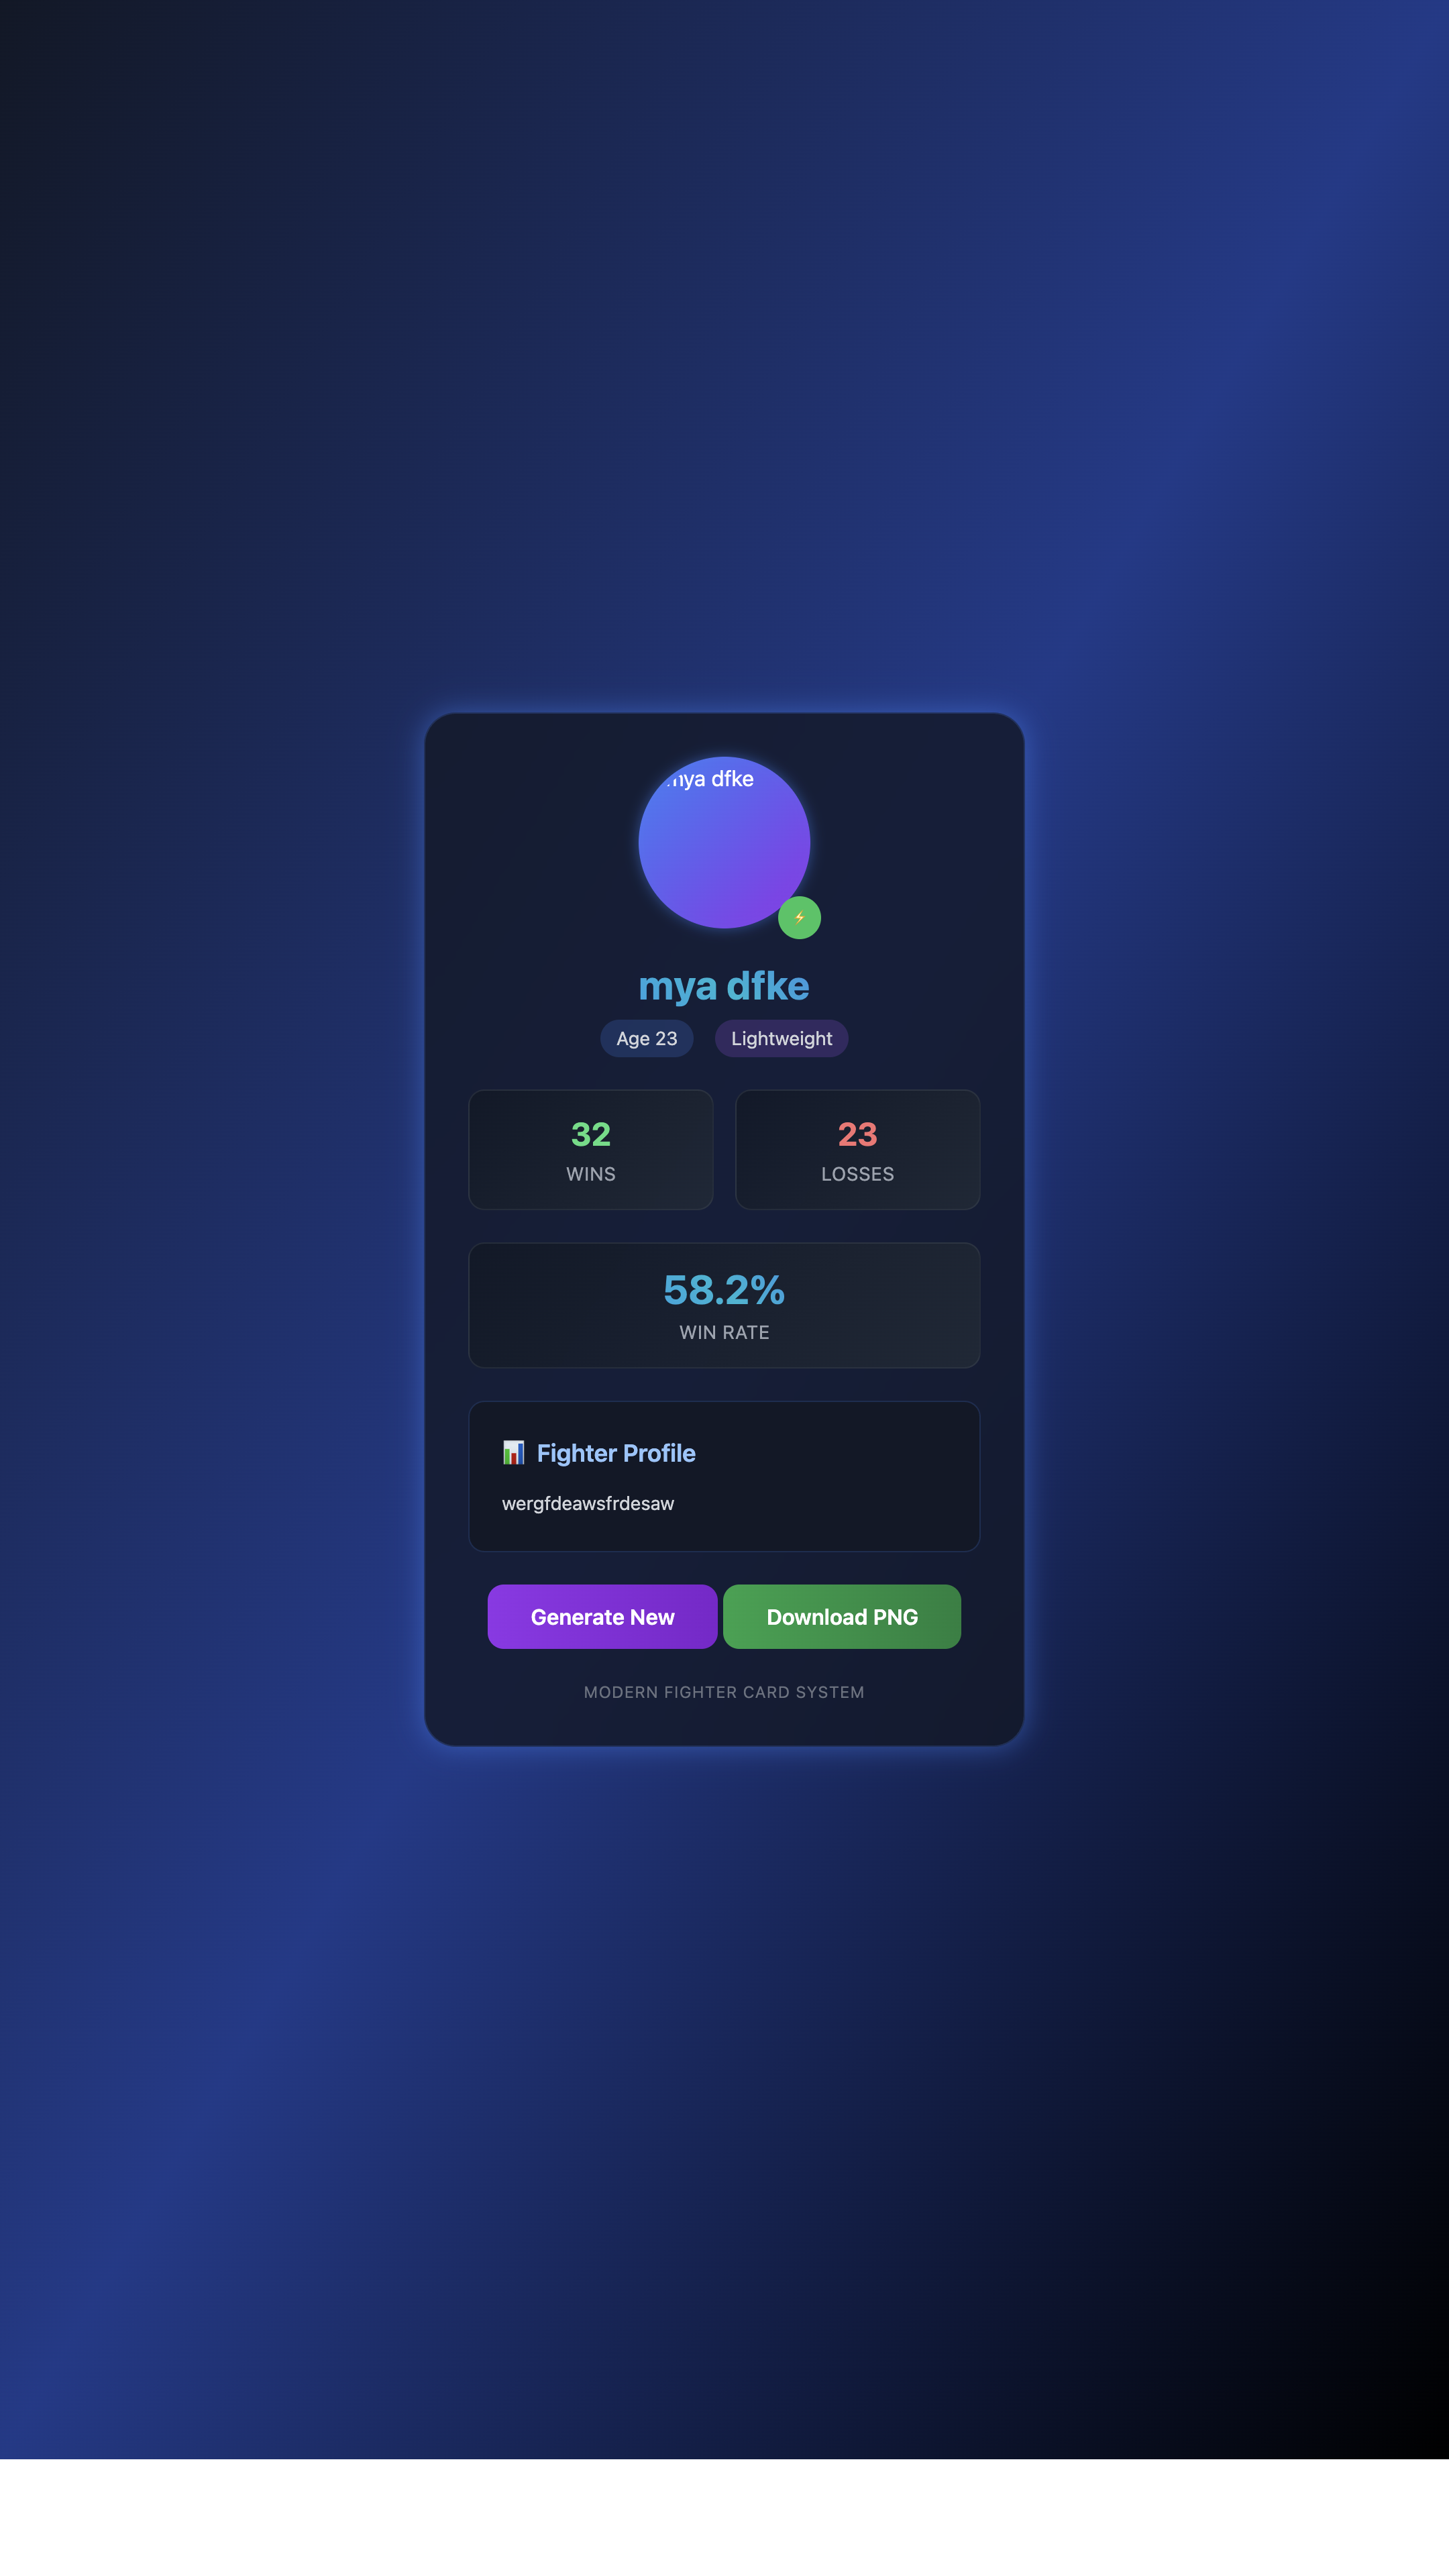 mya dfke
mya dfke
Age 23 Lightweight
32 23
WINS LOSSES
58.2%
WIN RATE
Fighter Profile
wergfdeawsfrdesaw
Generate New Download PNG
MODERN FIGHTER CARD SYSTEM